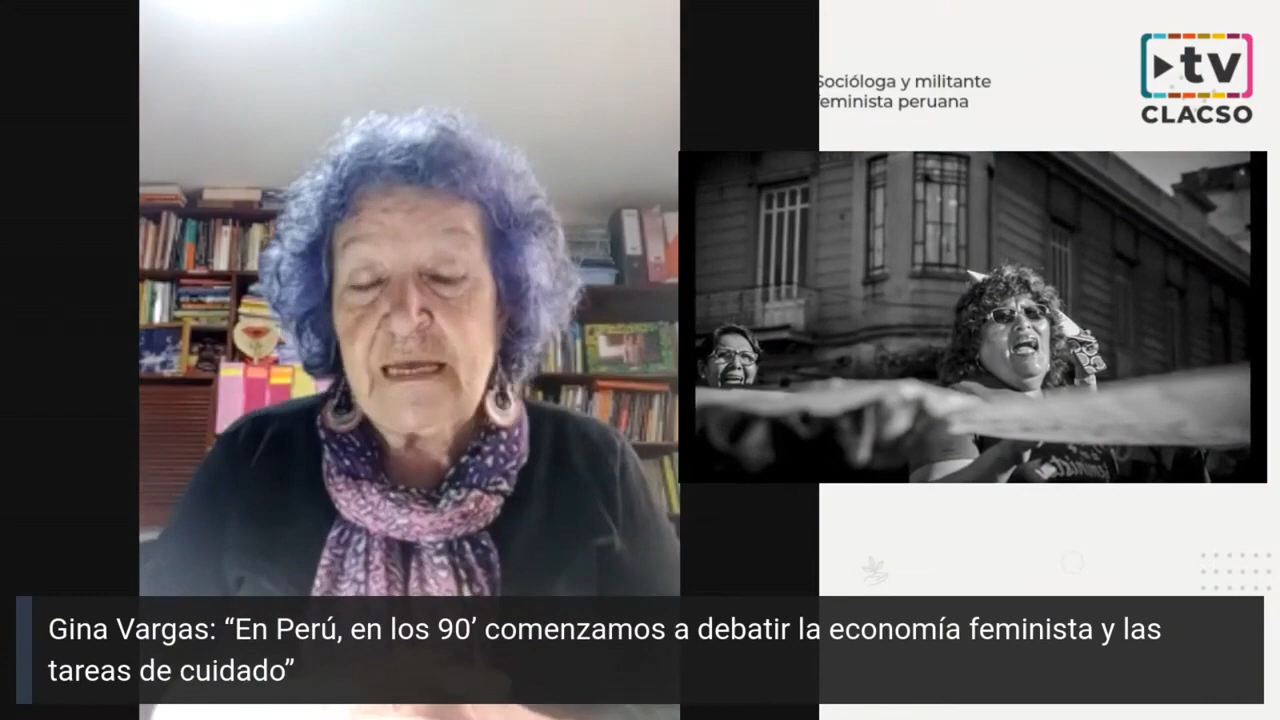 Socióloga y militante
feminista peruana
tv
CLACSO
Gina Vargas: “En Perú, en los 90’ comenzamos a debatir la economía feminista y las
tareas de cuidado”